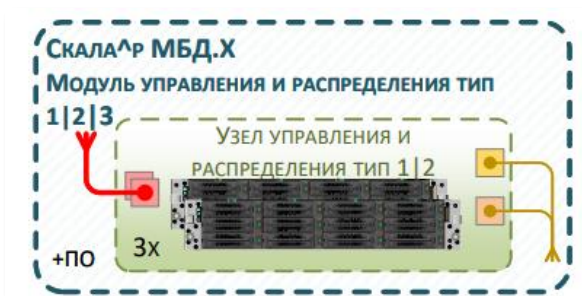 Скала^р МБД.Х
Модуль управления и распределения тип
1|2|3
Узел управления и
распределения тип 1|2
3х
+ПО